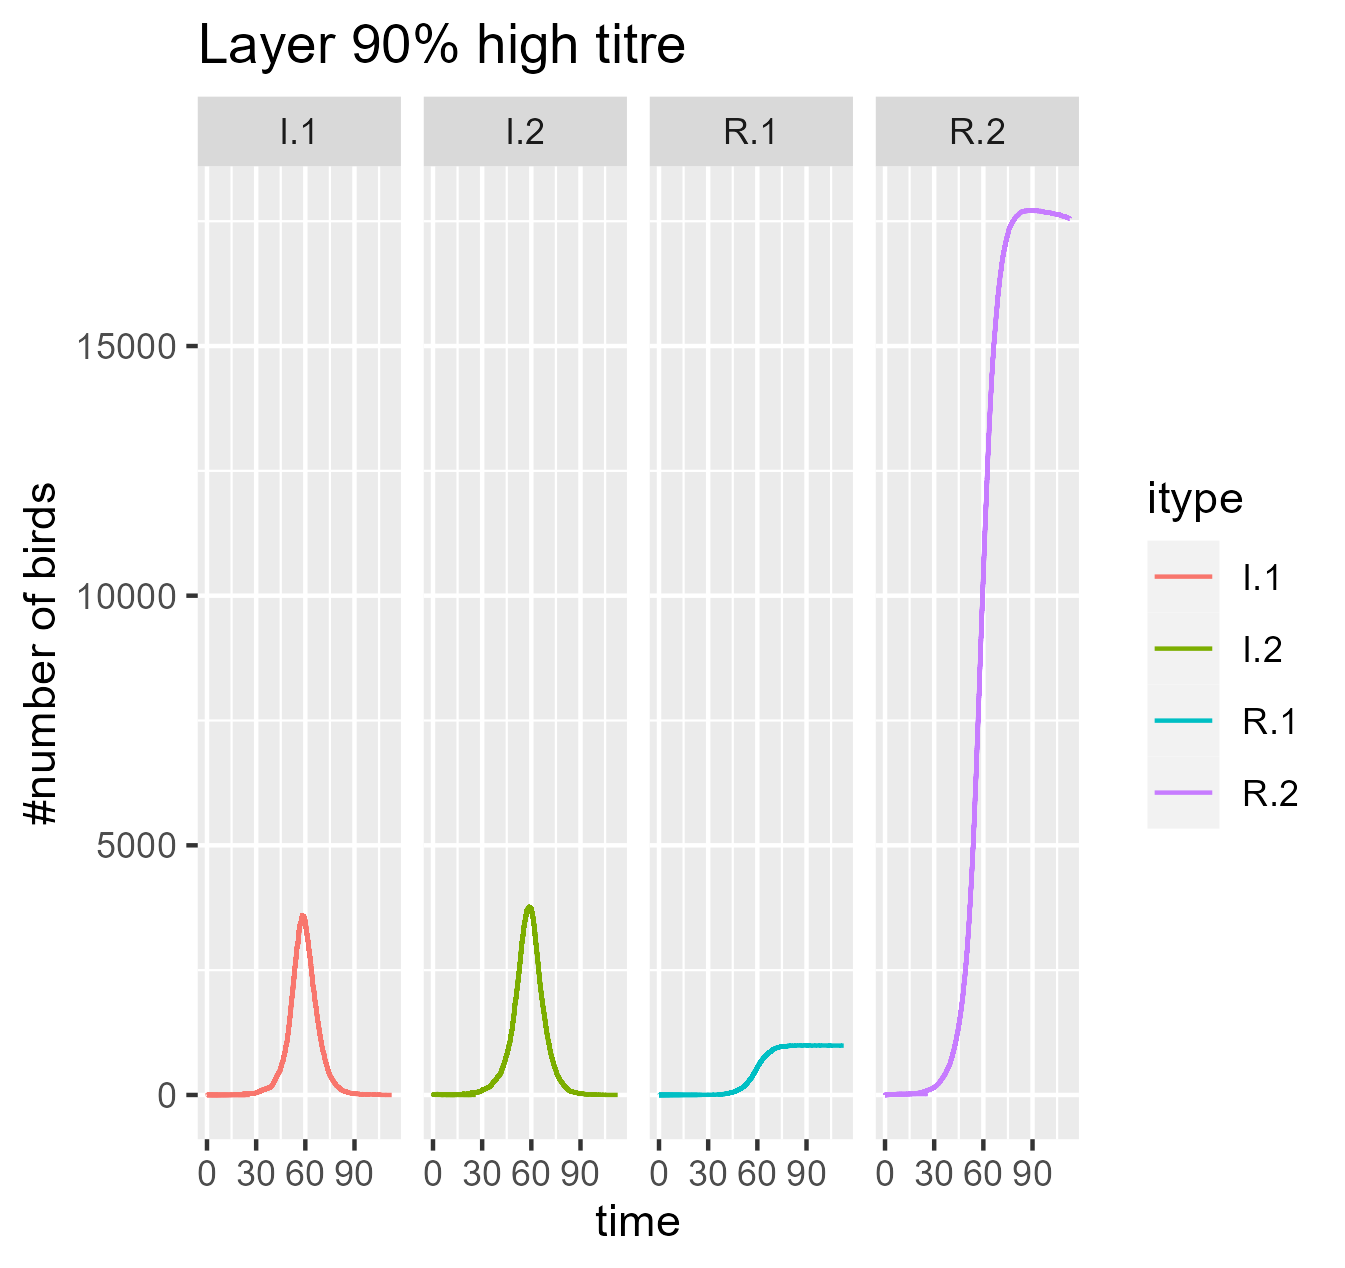 Layer 90% high titre
I.1 I.2 R.1 R.2
15000
10000
5000
0
#number of birds
0 30 60 90 0 30 60 90 0 30 60 90 0 30 60 90
time
itype
I.1
I.2
R.1
R.2